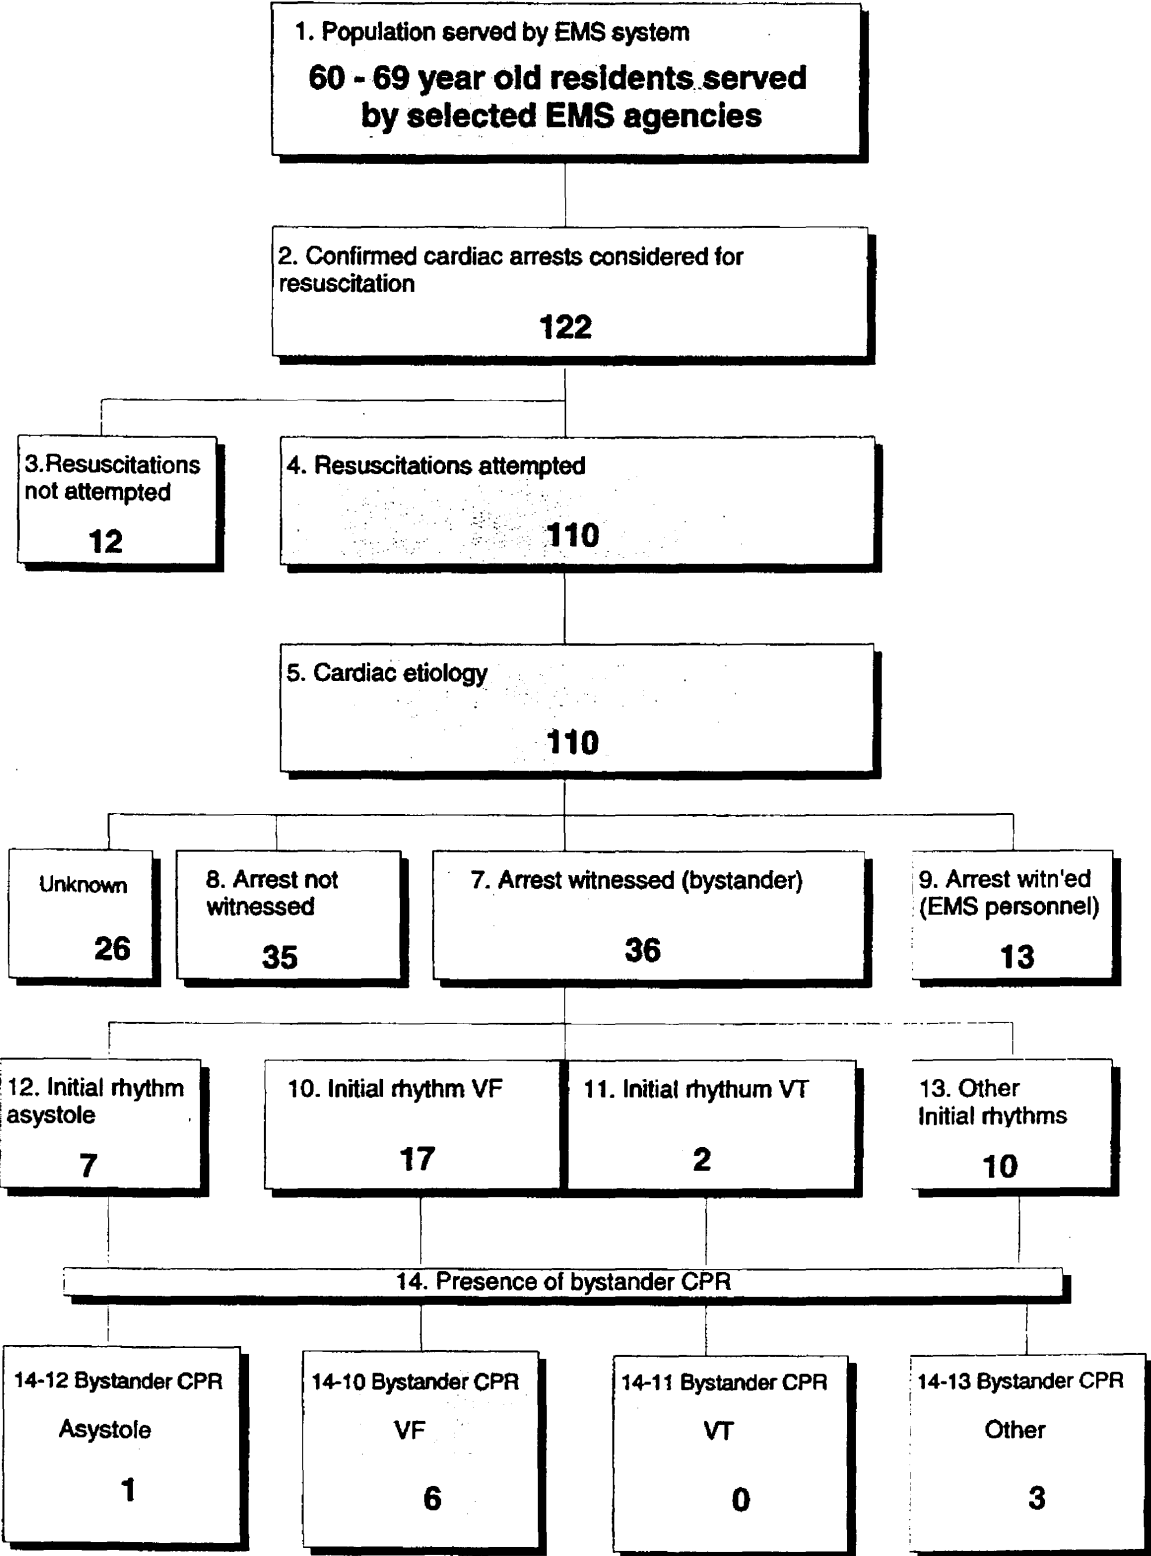 1. Population served by EMS system
60 - 69 year old residents served
by selected EMS agencies
2. Confirmed cardiac arrests considered for
resuscitation
122
3.Resuscitations
not attempted
12
4. Resuscitations attempted
110
5. Cardiac etiology
110
Unknown
26
8. Arrest not
witnessed
35
7. Arrest witnessed (bystander)
36
9. Arrest witn'ed
(EMS personnel)
13
12. Initial rhythm
asystole
7
10. Initial rhythm VF
17
11. Initial rhythum VT
2
13. Other
Initial rhythms
10
14. Presence of bystander CPR
14-12 Bystander CPR
Asystole
1
14-10 Bystander CPR
VF
6
14-11 Bystander CPR
VT
0
14-13 Bystander CPR
Other
3